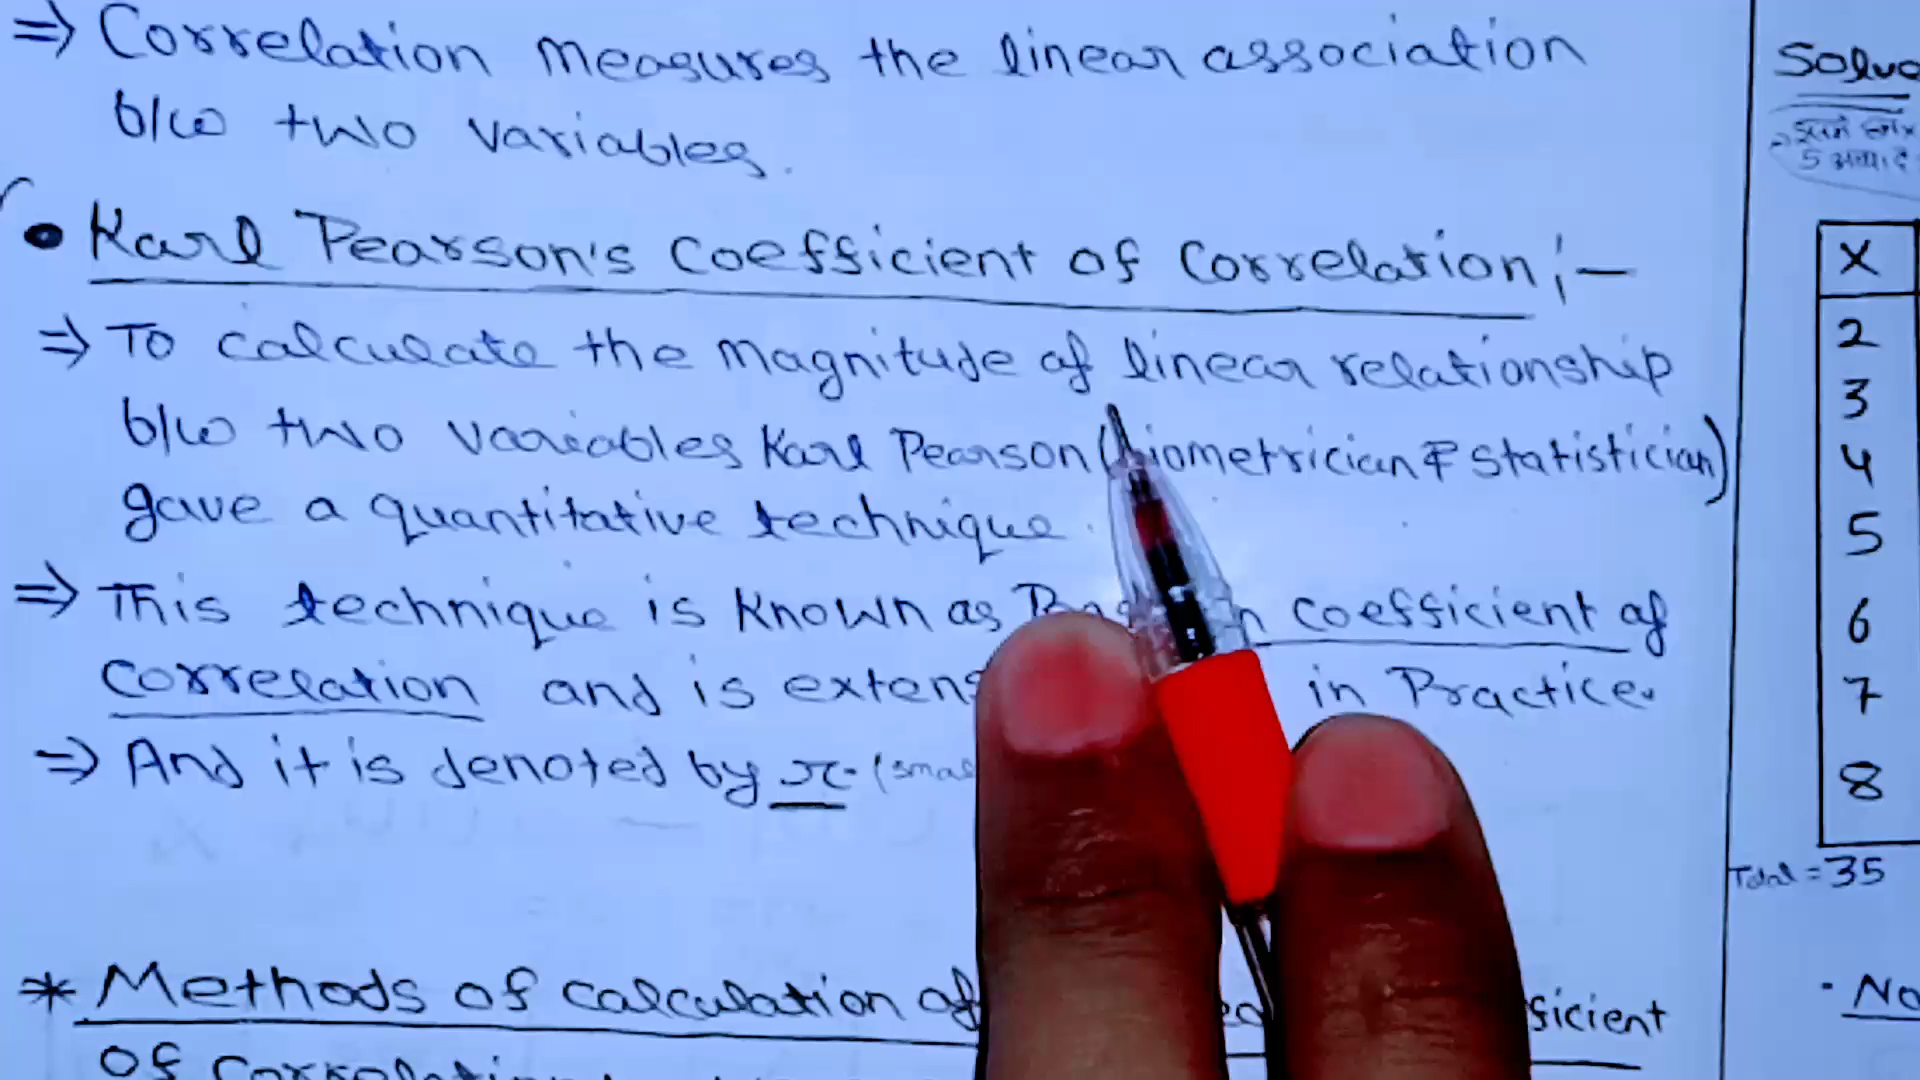 ⇒ Correlation measures the linear association
b/w two variables.
• Karl Pearson's coefficient of correlation :-
⇒ To calculate the magnitude of linear relationship
b/w two variables Karl Pearson (biometrician & statistician)
gave a quantitative technique.
⇒ This technique is known as coefficient of
correlation and is in Practice.
⇒ And it is denoted by r
* Methods of calculation of
of correlation
Solve
5
X
2
3
4
5
6
7
8
Total = 35